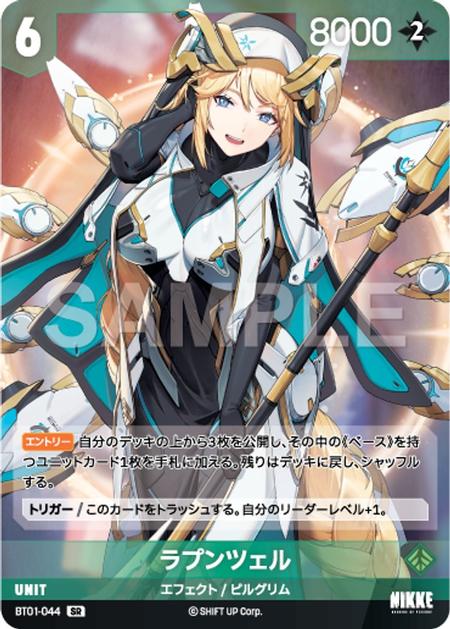 6
8000 2
SAMPLE
エントリー 自分のデッキの上から3枚を公開し、その中の《ベース》を持
つユニットカード1枚を手札に加える。残りはデッキに戻し、シャッフル
する。
トリガー / このカードをトラッシュする。自分のリーダーレベル+1。
ラプンツェル
UNIT
エフェクト / ピルグリム
BT01-044 SR
© SHIFT UP Corp.
NIKKE